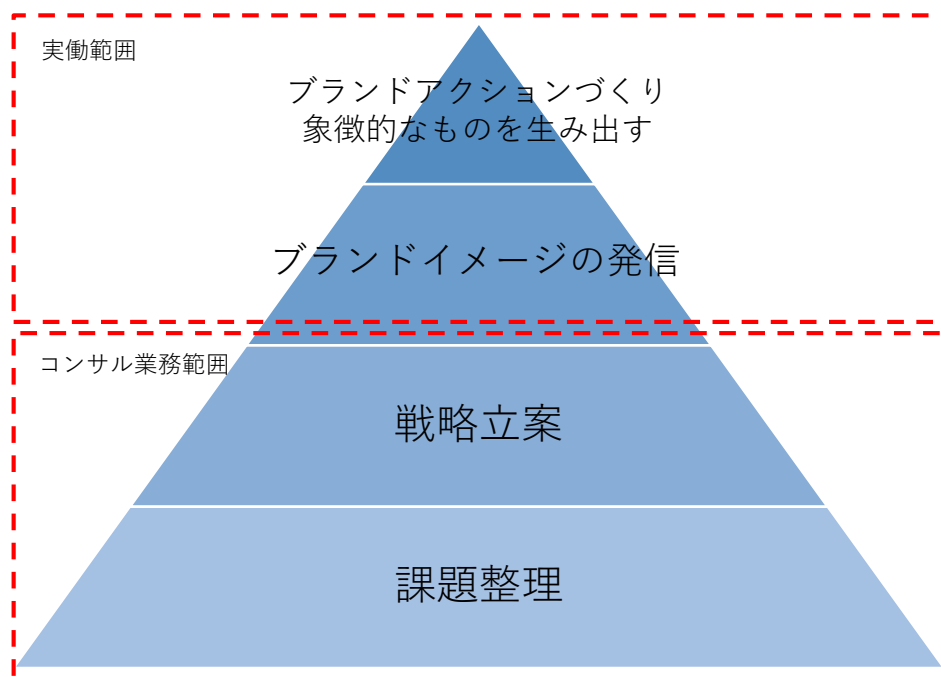 実働範囲
ブランドアクションづくり
象徴的なものを生み出す
ブランドイメージの発信
コンサル業務範囲
戦略立案
課題整理